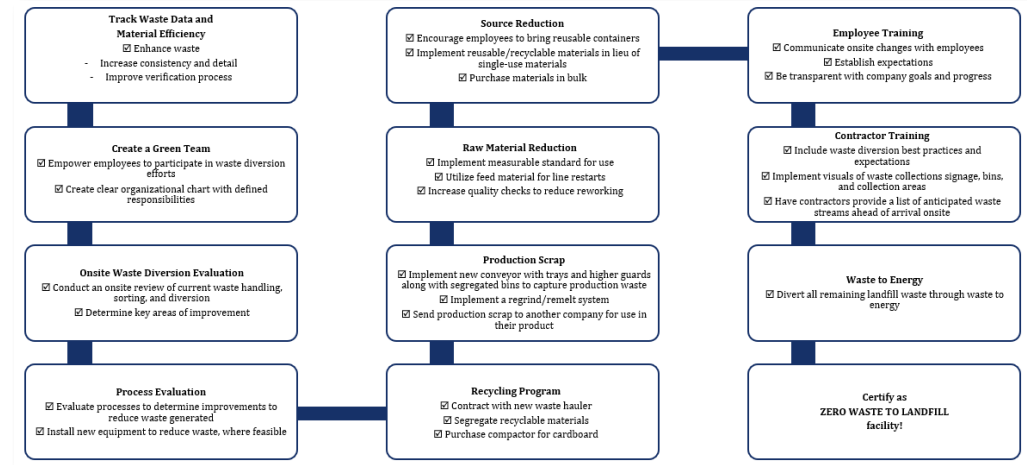 Track Waste Data and
Material Efficiency
☑ Enhance waste
- Increase consistency and detail
- Improve verification process
Create a Green Team
☑ Empower employees to participate in waste diversion
efforts
☑ Create clear organizational chart with defined
responsibilities
Onsite Waste Diversion Evaluation
☑ Conduct an onsite review of current waste handling,
sorting, and diversion
☑ Determine key areas of improvement
Process Evaluation
☑ Evaluate processes to determine improvements to
reduce waste generated
☑ Install new equipment to reduce waste, where feasible
Source Reduction
☑ Encourage employees to bring reusable containers
☑ Implement reusable/recyclable materials in lieu of
single-use materials
☑ Purchase materials in bulk
Raw Material Reduction
☑ Implement measurable standard for use
☑ Utilize feed material for line restarts
☑ Increase quality checks to reduce reworking
Production Scrap
☑ Implement new conveyor with trays and higher guards
along with segregated bins to capture production waste
☑ Implement a regrind/remelt system
☑ Send production scrap to another company for use in
their product
Recycling Program
☑ Contract with new waste hauler
☑ Segregate recyclable materials
☑ Purchase compactor for cardboard
Employee Training
☑ Communicate onsite changes with employees
☑ Establish expectations
☑ Be transparent with company goals and progress
Contractor Training
☑ Include waste diversion best practices and
expectations
☑ Implement visuals of waste collections signage, bins,
and collection areas
☑ Have contractors provide a list of anticipated waste
streams ahead of arrival onsite
Waste to Energy
☑ Divert all remaining landfill waste through waste to
energy
Certify as
ZERO WASTE TO LANDFILL
facility!